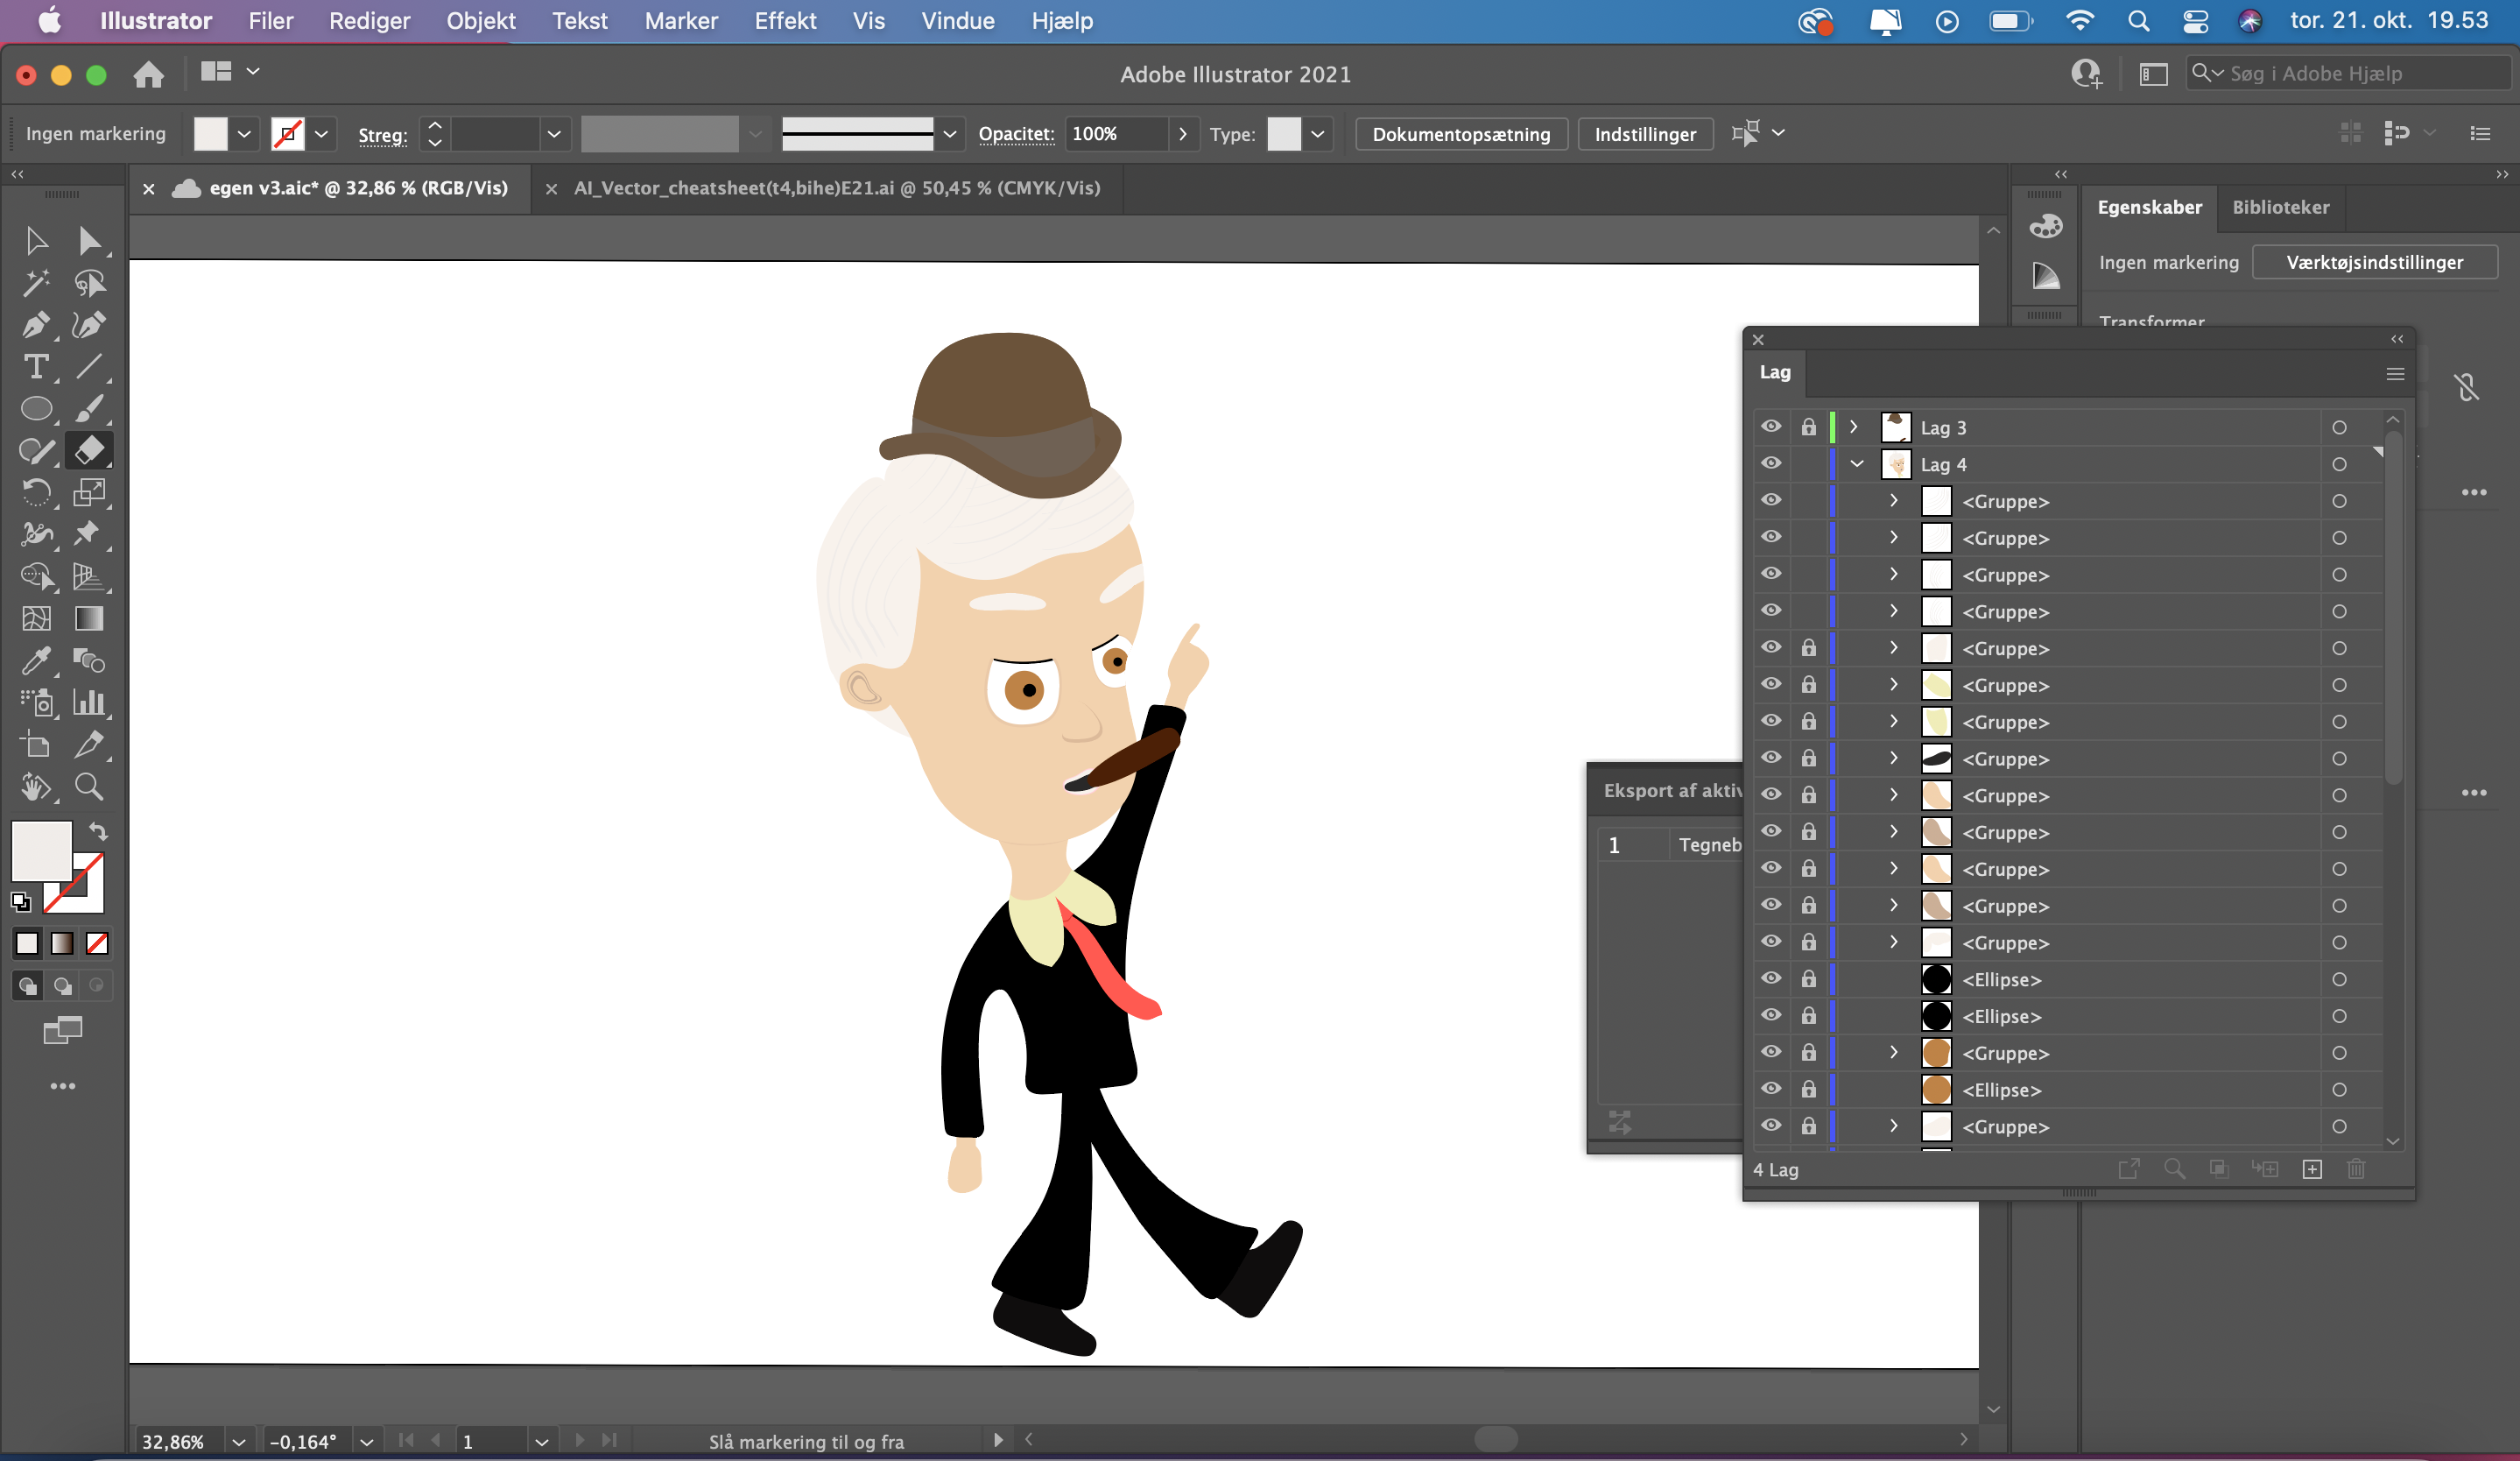 Illustrator Filer Rediger Objekt Tekst Marker Effekt Vis Vindue Hjælp tor. 21. okt. 19.53
Adobe Illustrator 2021
Søg i Adobe Hjælp
Ingen markering Streg: Opacitet: 100% Type: Dokumentopsætning Indstillinger
egen v3.aic* @ 32,86 % (RGB/Vis) AI_Vector_cheatsheet(t4,bihe)E21.ai @ 50,45 % (CMYK/Vis)
Egenskaber Biblioteker
Ingen markering Værktøjsindstillinger
Transformer
Lag
Lag 3
Lag 4
<Gruppe>
<Gruppe>
<Gruppe>
<Gruppe>
<Gruppe>
<Gruppe>
<Gruppe>
<Gruppe>
<Gruppe>
<Gruppe>
<Gruppe>
<Gruppe>
<Gruppe>
<Ellipse>
<Ellipse>
<Gruppe>
<Ellipse>
<Gruppe>
4 Lag
Eksport af aktiv
1 Tegneb
32,86% -0,164° 1 Slå markering til og fra